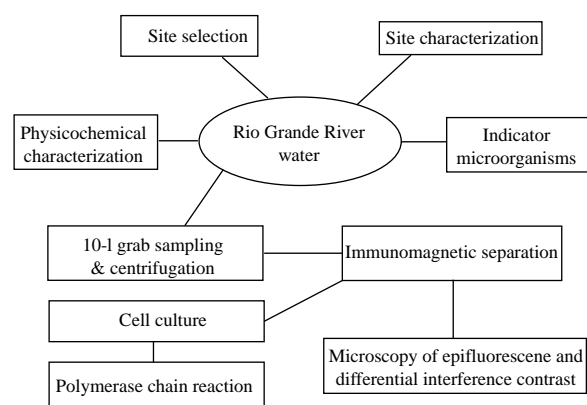 Site selection
Site characterization
Physicochemical
characterization
Rio Grande River
water
Indicator
microorganisms
10-l grab sampling
& centrifugation
Immunomagnetic separation
Cell culture
Polymerase chain reaction
Microscopy of epifluorescene and
differential interference contrast